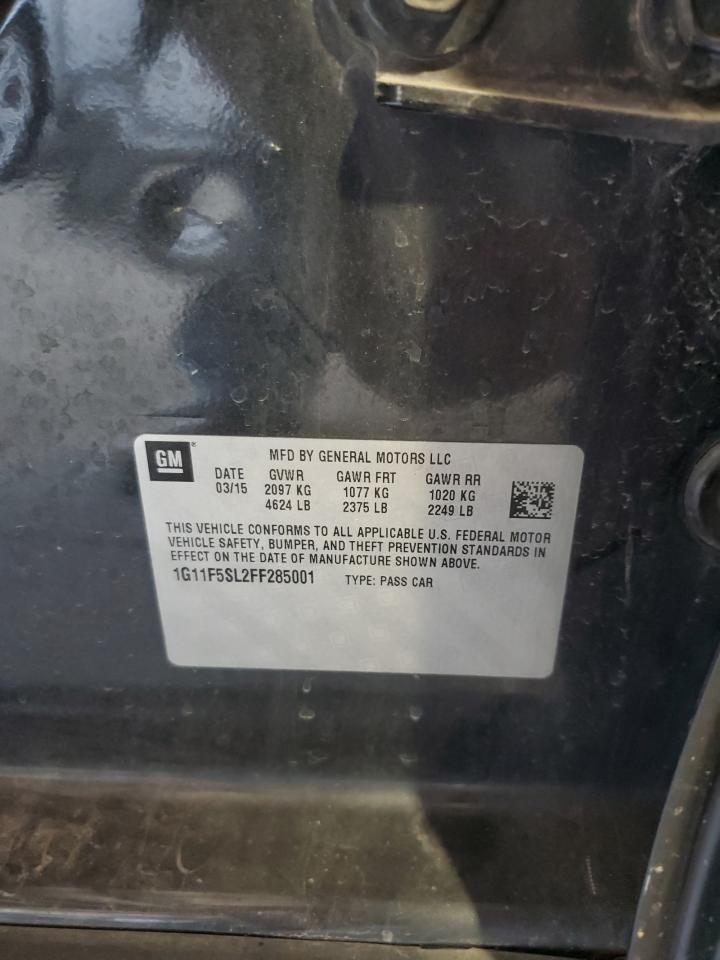 GM
MFD BY GENERAL MOTORS LLC
DATE GVWR GAWR FRT GAWR RR
03/15 2097 KG 1077 KG 1020 KG
4624 LB 2375 LB 2249 LB
THIS VEHICLE CONFORMS TO ALL APPLICABLE U.S. FEDERAL MOTOR
VEHICLE SAFETY, BUMPER, AND THEFT PREVENTION STANDARDS IN
EFFECT ON THE DATE OF MANUFACTURE SHOWN ABOVE.
1G11F5SL2FF285001 TYPE: PASS CAR